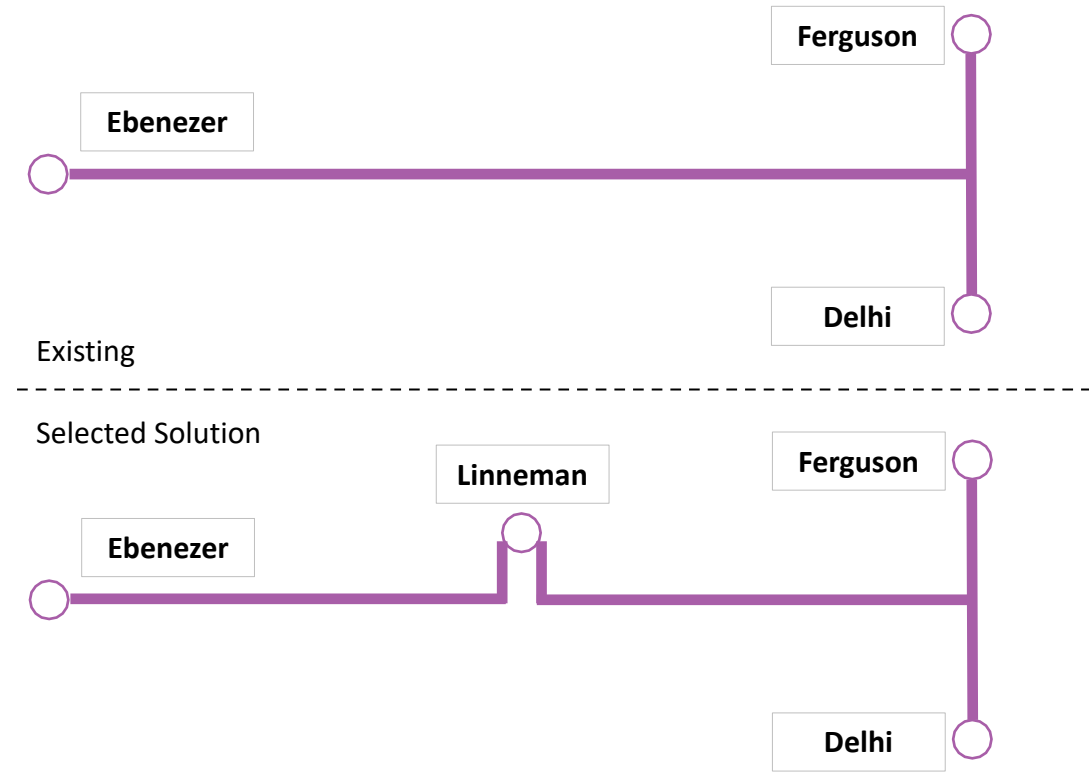 Ferguson
Ebenezer
Delhi
Existing
Selected Solution
Linneman
Ferguson
Ebenezer
Delhi